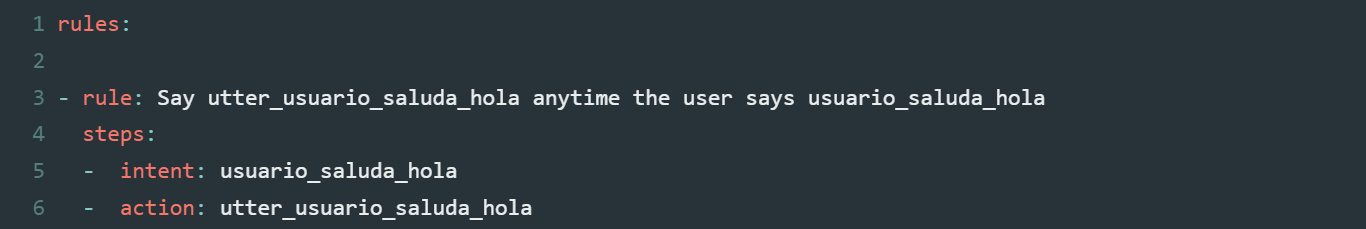 1 rules:
2
3 - rule: Say utter_usuario_saluda_hola anytime the user says usuario_saluda_hola
4   steps:
5   -  intent: usuario_saluda_hola
6   -  action: utter_usuario_saluda_hola